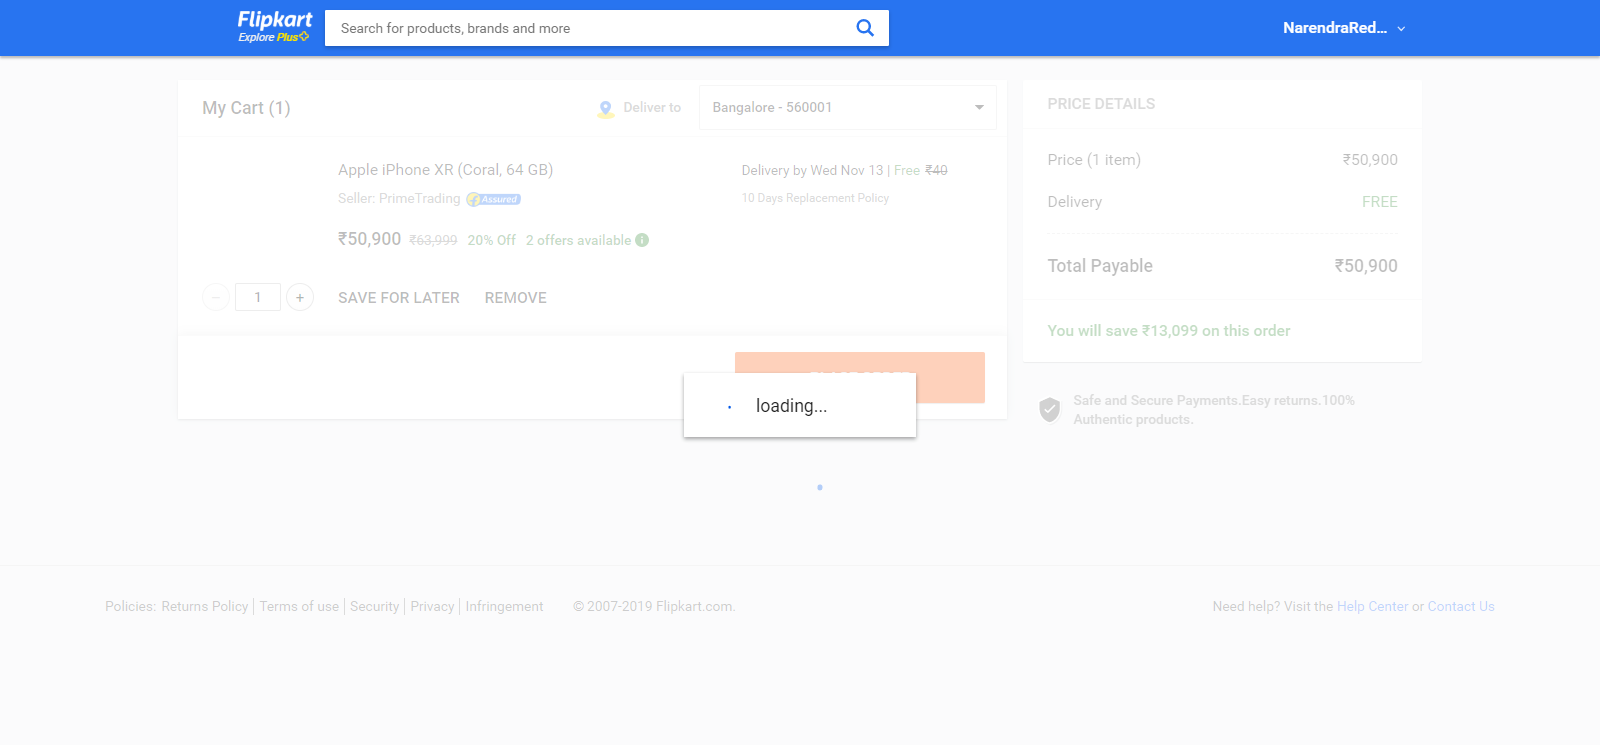 Flipkart
Explore Plus
Search for products, brands and more
NarendraRed...
My Cart (1)
Deliver to
Bangalore - 560001
Apple iPhone XR (Coral, 64 GB)
Seller: PrimeTrading
Assured
₹50,900 ₹63,999 20% Off 2 offers available
Delivery by Wed Nov 13 | Free ₹40
10 Days Replacement Policy
− 1 +
SAVE FOR LATER
REMOVE
loading...
PRICE DETAILS
Price (1 item) ₹50,900
Delivery FREE
Total Payable ₹50,900
You will save ₹13,099 on this order
Safe and Secure Payments.Easy returns.100%
Authentic products.
Policies: Returns Policy | Terms of use | Security | Privacy | Infringement
© 2007-2019 Flipkart.com.
Need help? Visit the Help Center or Contact Us